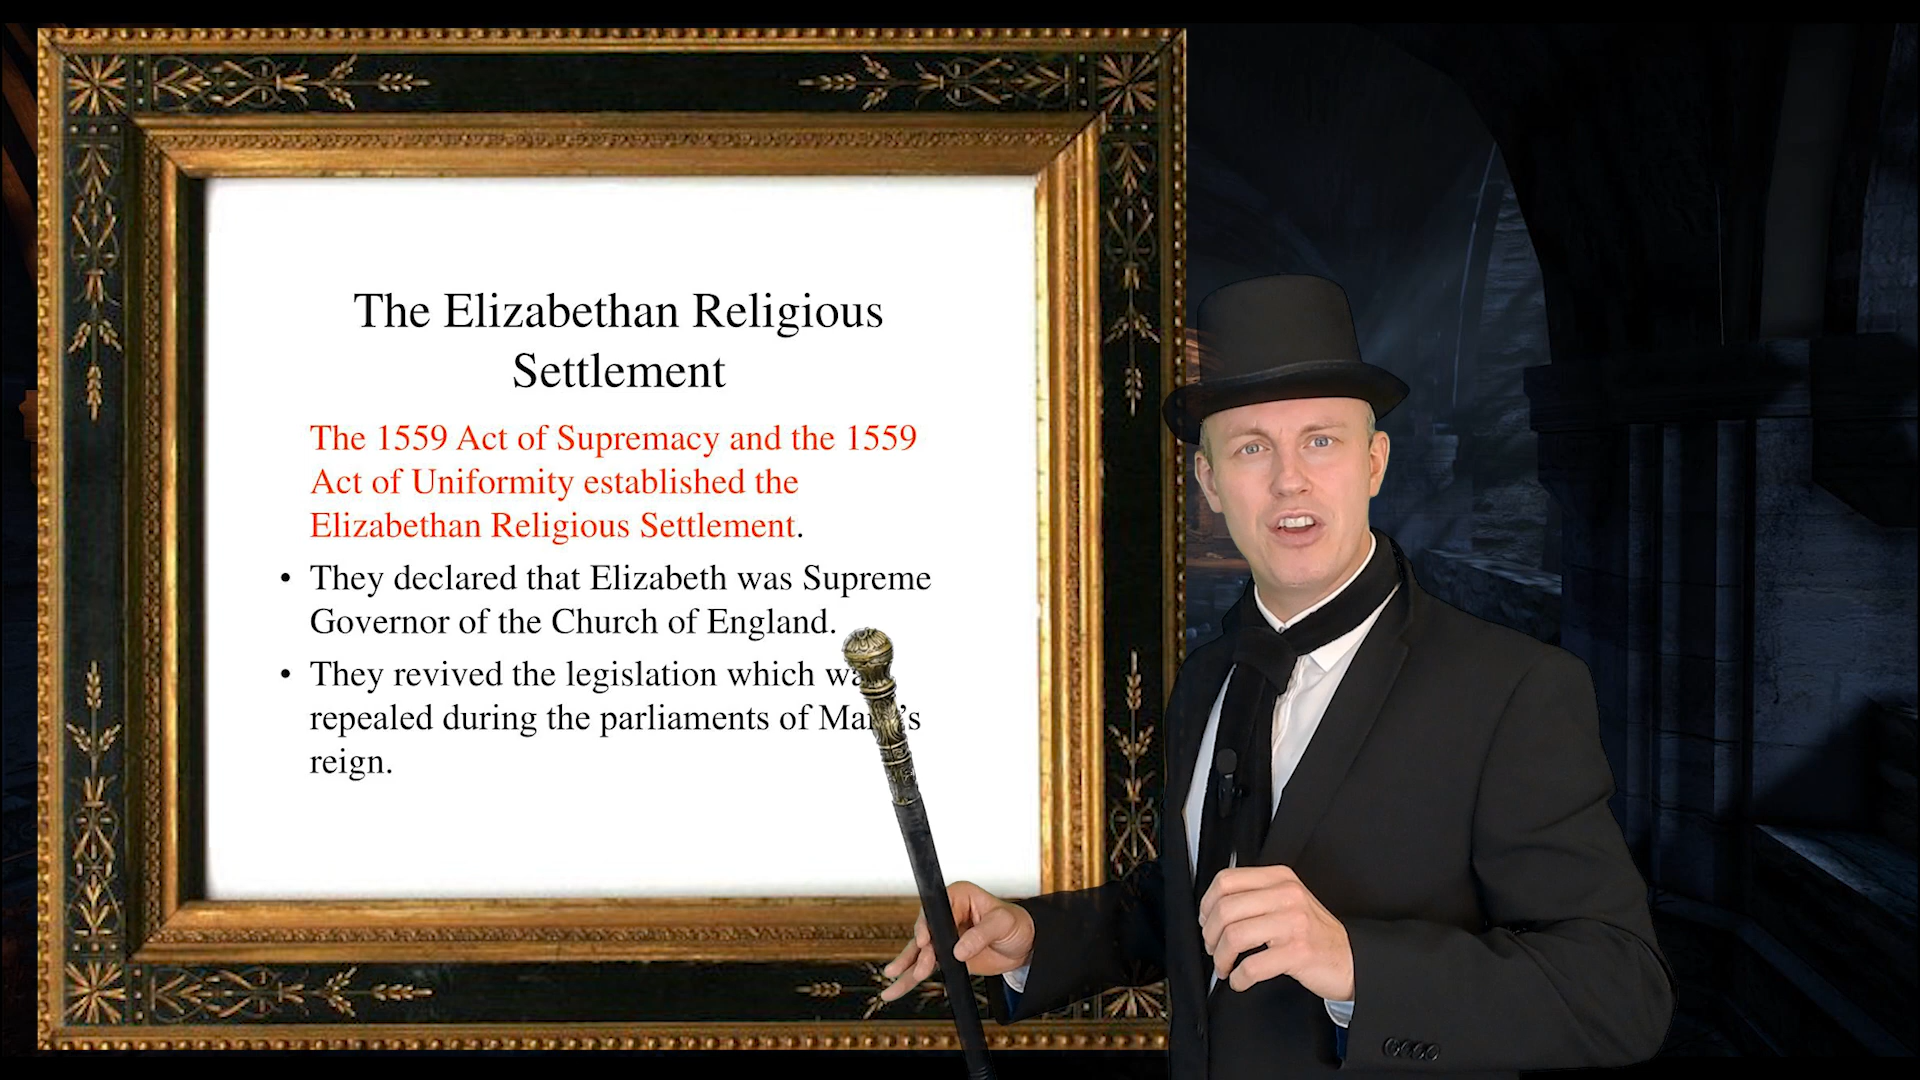 The Elizabethan Religious
Settlement
The 1559 Act of Supremacy and the 1559
Act of Uniformity established the
Elizabethan Religious Settlement.
• They declared that Elizabeth was Supreme
Governor of the Church of England.
• They revived the legislation which
repealed during the parliaments of
reign.